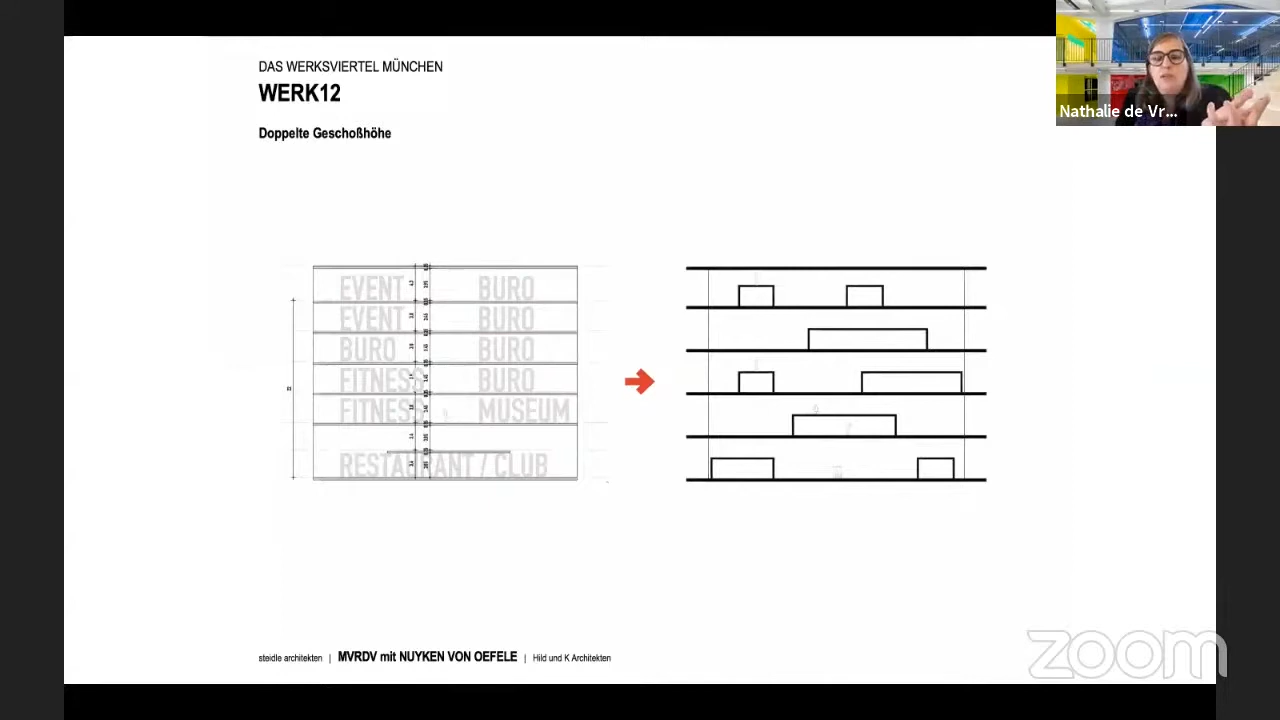 DAS WERKSVIERTEL MÜNCHEN
WERK12
Doppelte Geschoßhöhe
Nathalie de Vr...
EVENT BURO
EVENT BURO
BURO BURO
FITNESS BURO
FITNESS MUSEUM
RESTAURANT / CLUB
steidle architekten | MVRDV mit NUYKEN VON OEFELE | Hild und K Architekten
zoom